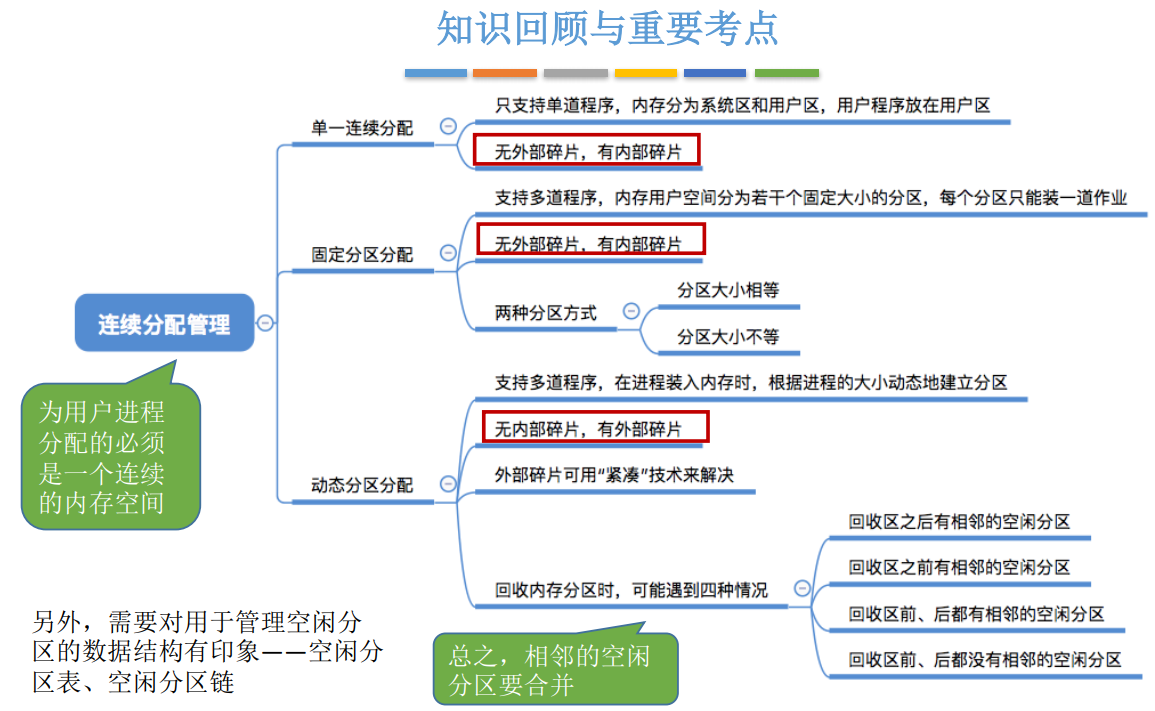 知识回顾与重要考点
单一连续分配
只支持单道程序，内存分为系统区和用户区，用户程序放在用户区
无外部碎片，有内部碎片
固定分区分配
支持多道程序，内存用户空间分为若干个固定大小的分区，每个分区只能装一道作业
无外部碎片，有内部碎片
两种分区方式
分区大小相等
分区大小不等
连续分配管理
为用户进程
分配的必须
是一个连续
的内存空间
动态分区分配
支持多道程序，在进程装入内存时，根据进程的大小动态地建立分区
无内部碎片，有外部碎片
外部碎片可用“紧凑”技术来解决
回收内存分区时，可能遇到四种情况
回收区之后有相邻的空闲分区
回收区之前有相邻的空闲分区
回收区前、后都有相邻的空闲分区
回收区前、后都没有相邻的空闲分区
总之，相邻的空闲
分区要合并
另外，需要对用于管理空闲分
区的数据结构有印象——空闲分
区表、空闲分区链